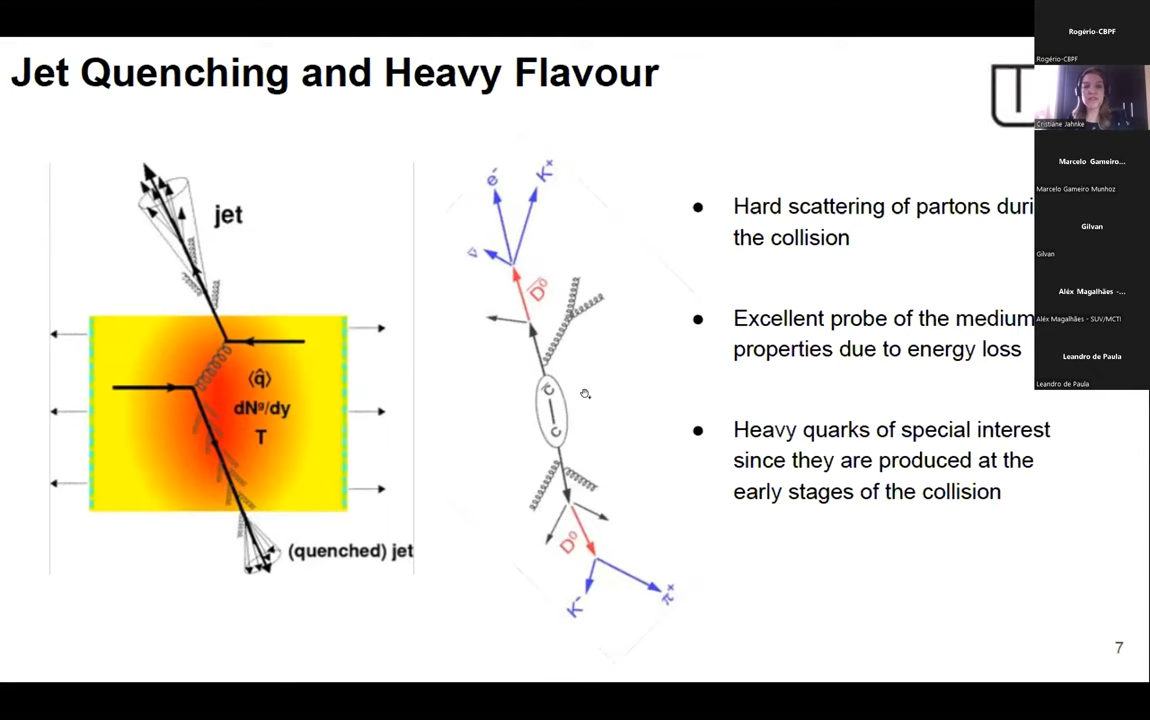 Jet Quenching and Heavy Flavour
jet
⟨q̂⟩
dNᵍ/dy
T
(quenched) jet
e⁻
K⁺
D̅⁰
c̅
c
D⁰
K⁻
π⁺
● Hard scattering of partons duri
the collision
● Excellent probe of the medium
properties due to energy loss
● Heavy quarks of special interest
since they are produced at the
early stages of the collision
7
Rogério-CBPF
Rogério-CBPF
Cristiane Jahnke
Marcelo Gameiro...
Marcelo Gameiro Munhoz
Gilvan
Gilvan
Aléx Magalhães -...
Aléx Magalhães - SUV/MCTI
Leandro de Paula
Leandro de Paula